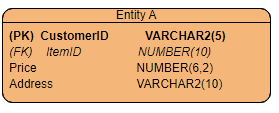 Entity A
(PK) CustomerID VARCHAR2(5)
(FK) ItemID NUMBER(10)
Price NUMBER(6,2)
Address VARCHAR2(10)